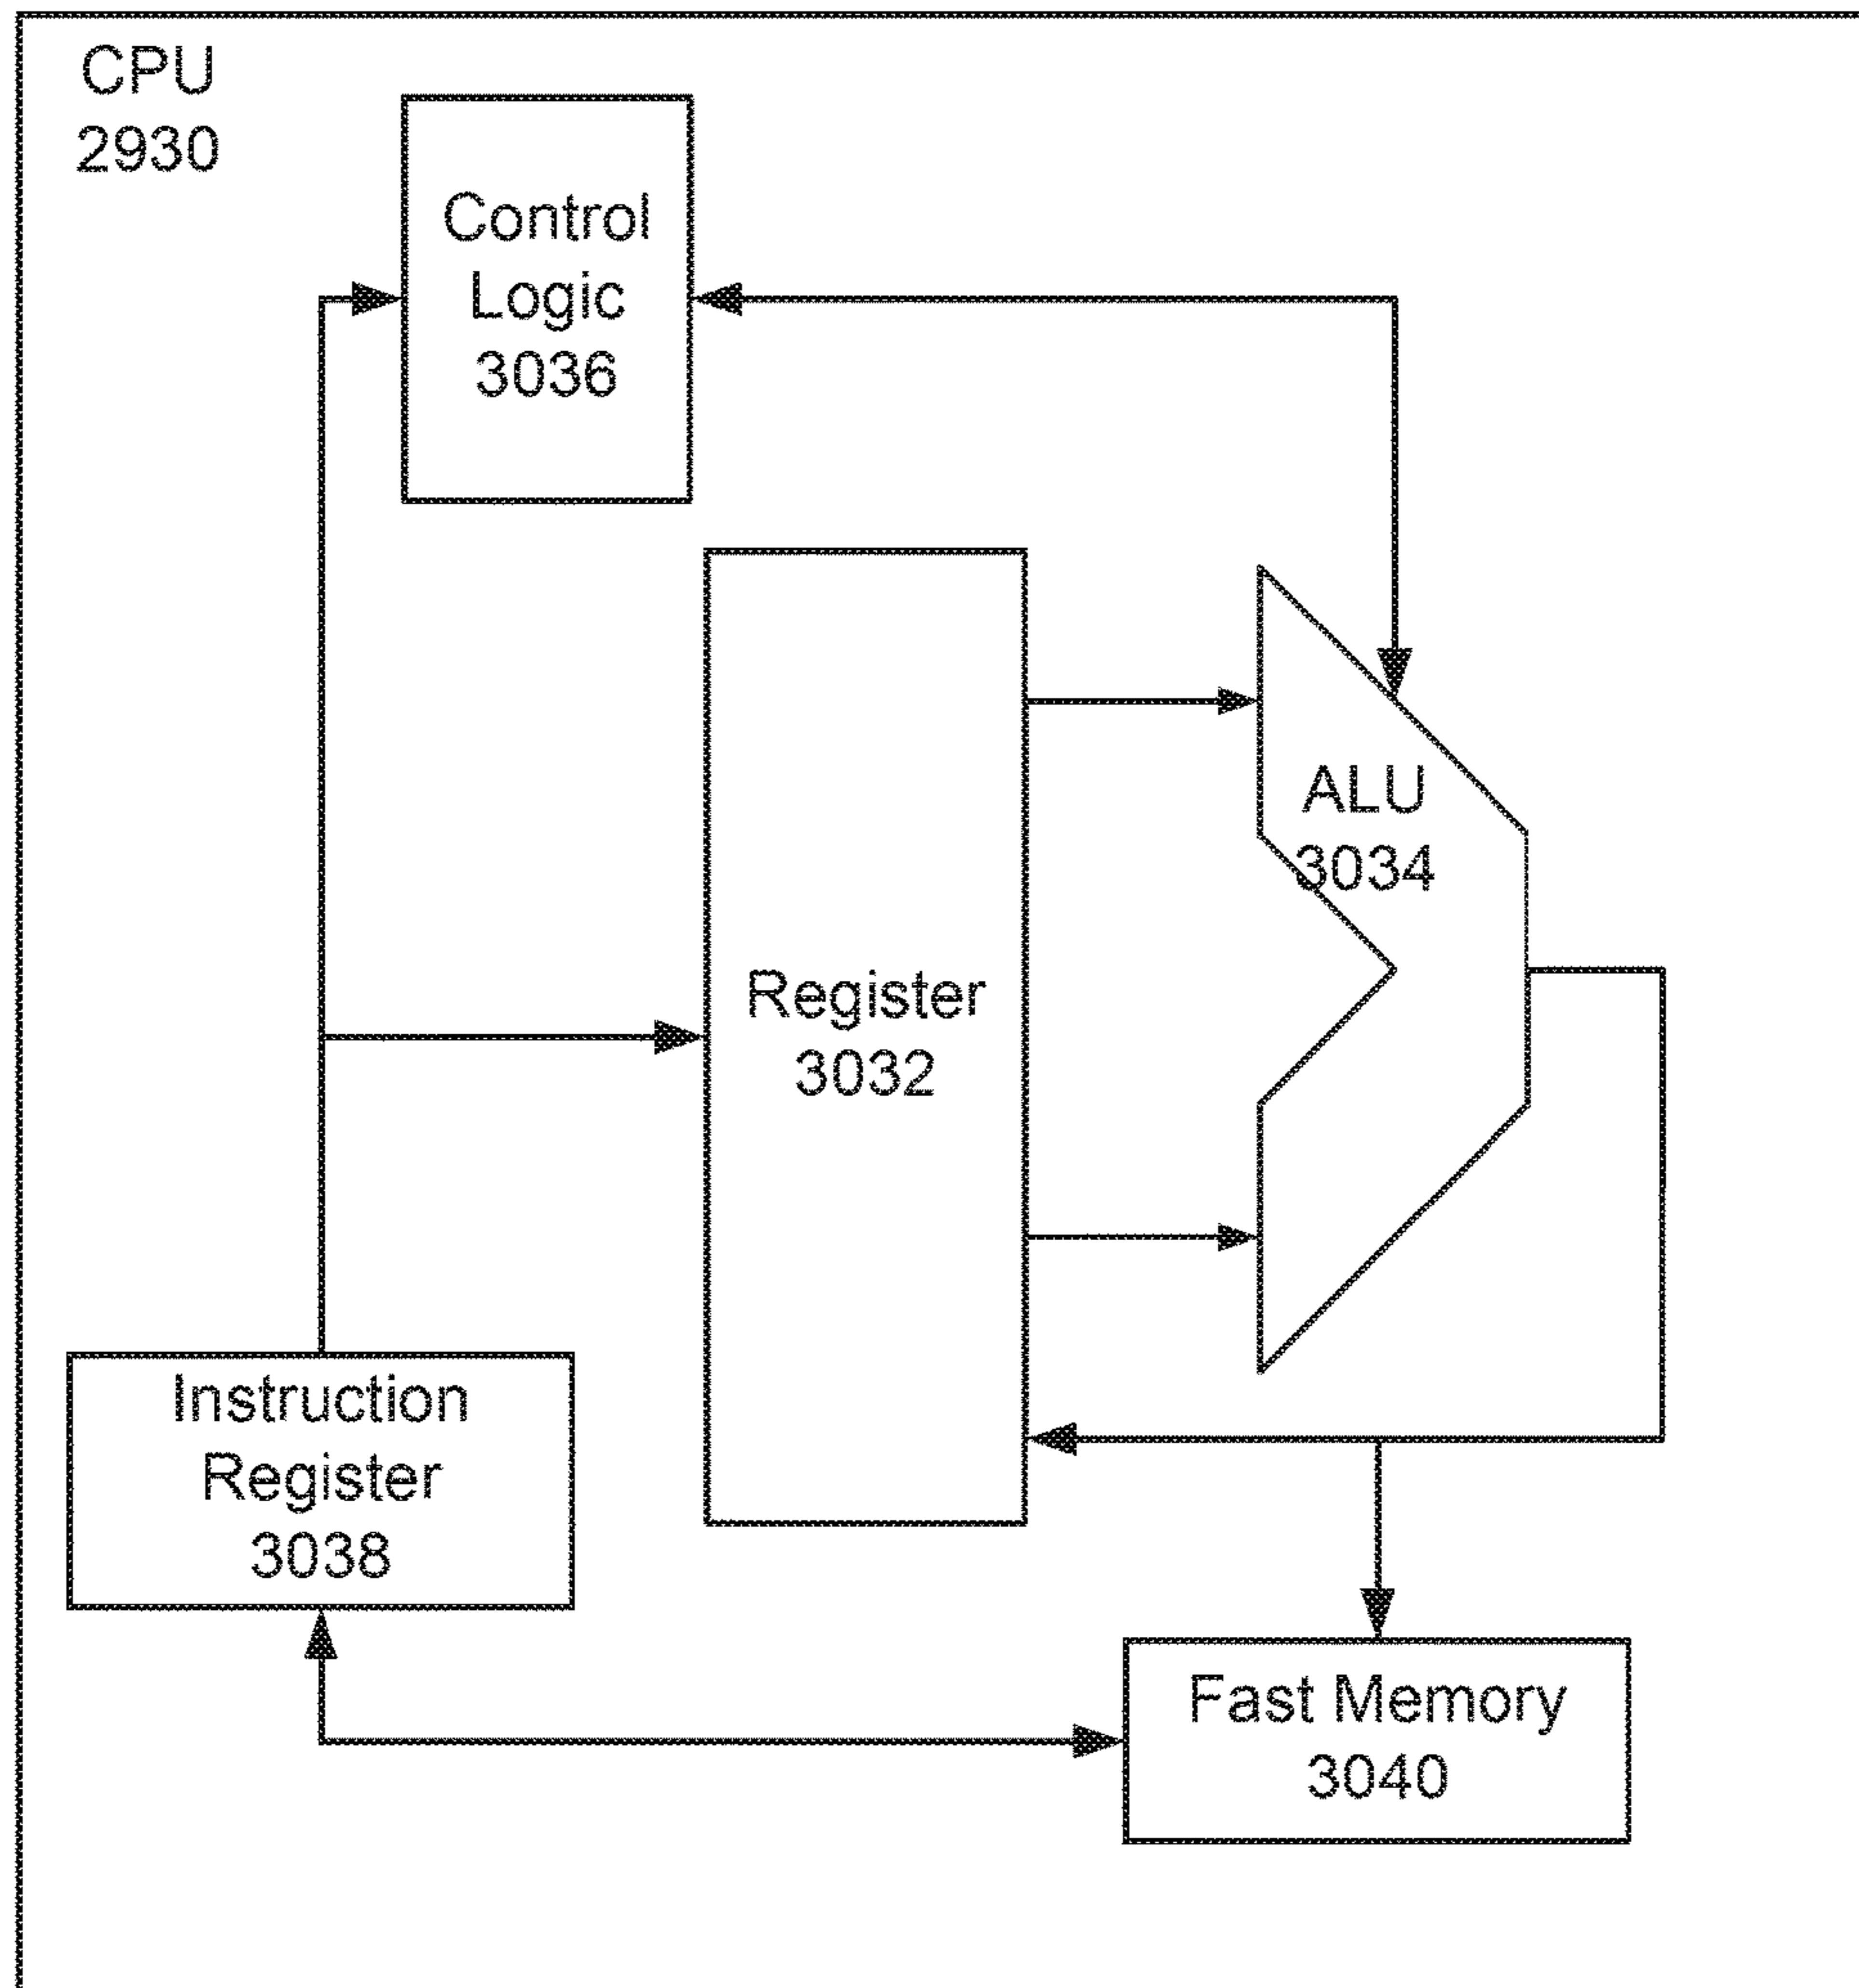 CPU
2930
Control
Logic
3036
ALU
3034
Register
3032
Instruction
Register
3038
Fast Memory
3040